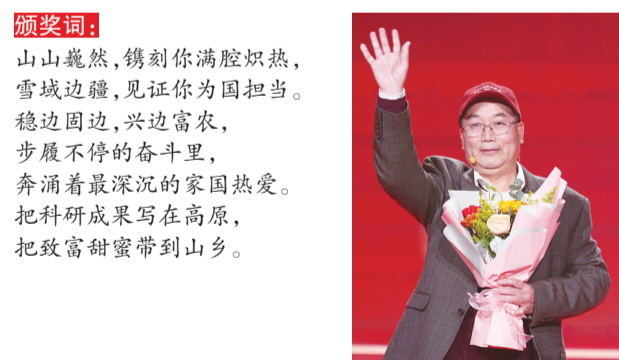 颁奖词：
山山巍然，镌刻你满腔炽热，
雪域边疆，见证你为国担当。
稳边固边，兴边富农，
步履不停的奋斗里，
奔涌着最深沉的家国热爱。
把科研成果写在高原，
把致富甜蜜带到山乡。